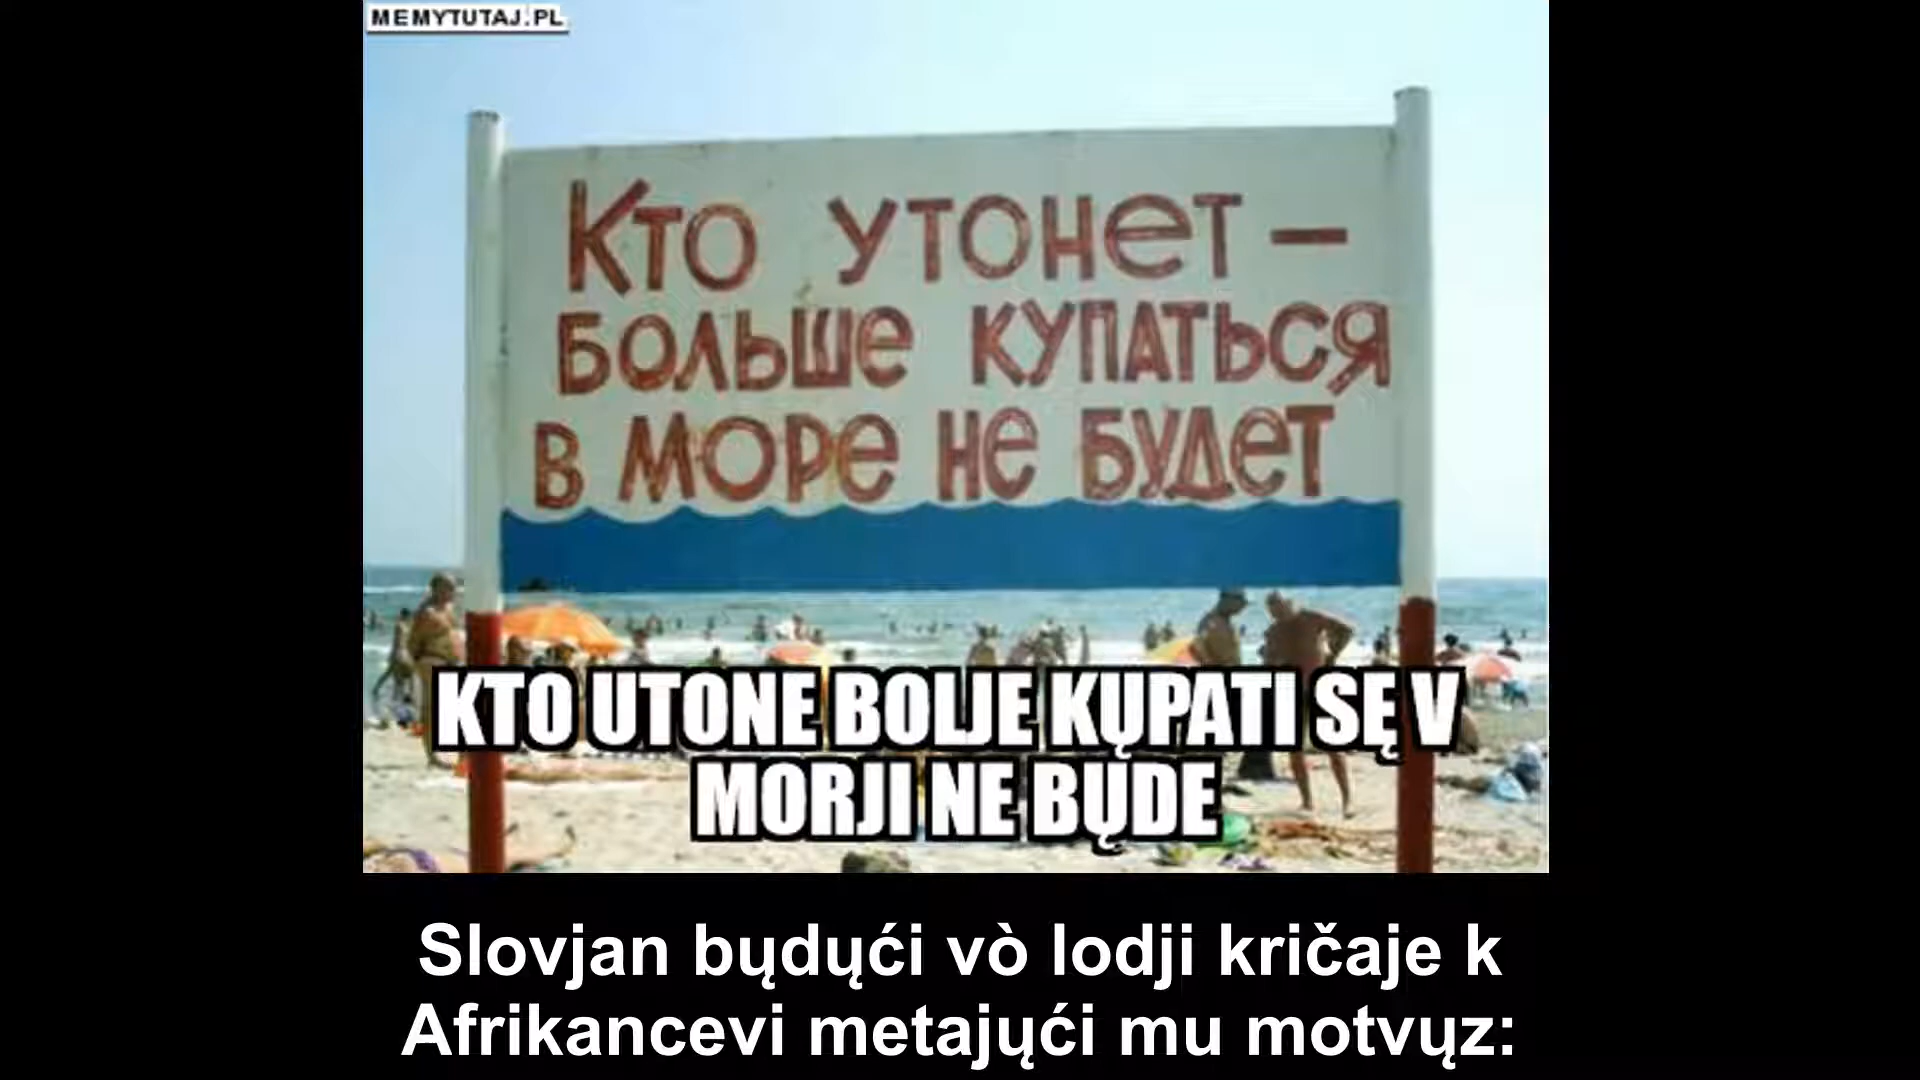 MEMYTUTAJ.PL
Кто утонет –
больше купаться
в море не будет
KTO UTONE BOLJE KŲPATI SĘ V
MORJI NE BŲDE
Slovjan bųdųći vò lodji kričaje k
Afrikancevi metajųći mu motvųz: